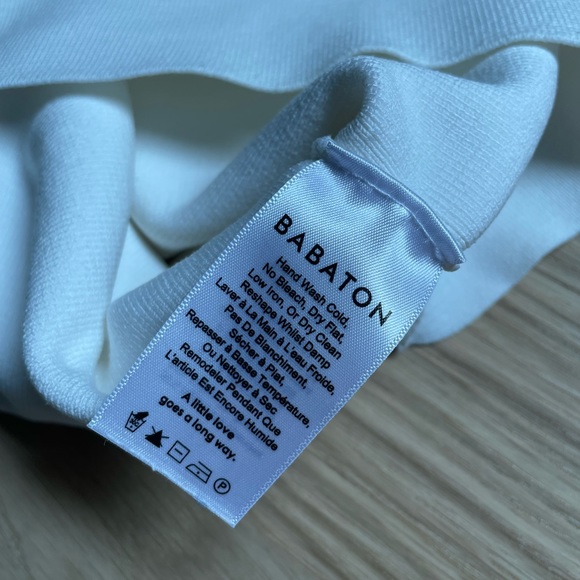 BABATON
Hand Wash Cold,
No Bleach, Dry Flat,
Low Iron, Or Dry Clean
Reshape Whilst Damp
Laver à La Main à L'eau Froide,
Pas De Blanchiment,
Sécher à Plat,
Repasser à Basse Température,
Ou Nettoyer à Sec
Remodeler Pendant Que
L'article Est Encore Humide
A little love
goes a long way.
P